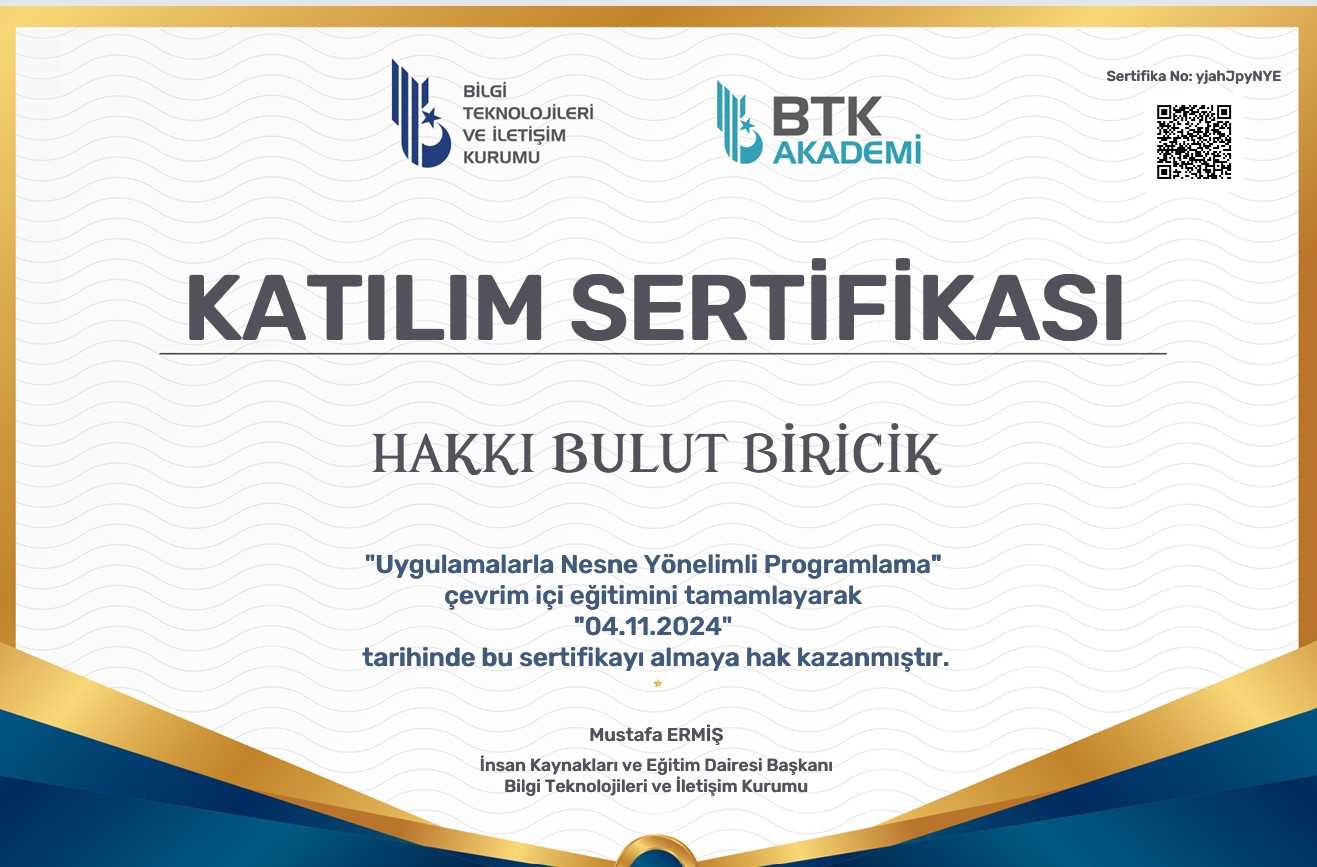 BİLGİ
TEKNOLOJİLERİ
VE İLETİŞİM
KURUMU
BTK
AKADEMİ
Sertifika No: yjahJpyNYE
KATILIM SERTİFİKASI
HAKKI BULUT BİRİCİK
"Uygulamalarla Nesne Yönelimli Programlama"
çevrim içi eğitimini tamamlayarak
"04.11.2024"
tarihinde bu sertifikayı almaya hak kazanmıştır.
Mustafa ERMİŞ
İnsan Kaynakları ve Eğitim Dairesi Başkanı
Bilgi Teknolojileri ve İletişim Kurumu